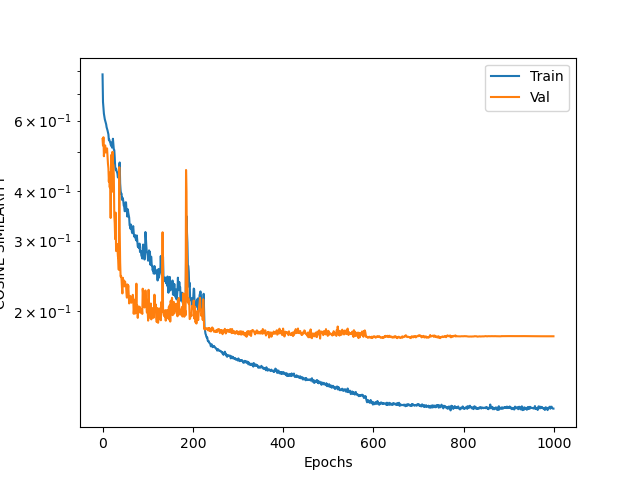 Train
Val
6 × 10⁻¹
4 × 10⁻¹
3 × 10⁻¹
2 × 10⁻¹
COSINE SIMILARITY
0 200 400 600 800 1000
Epochs